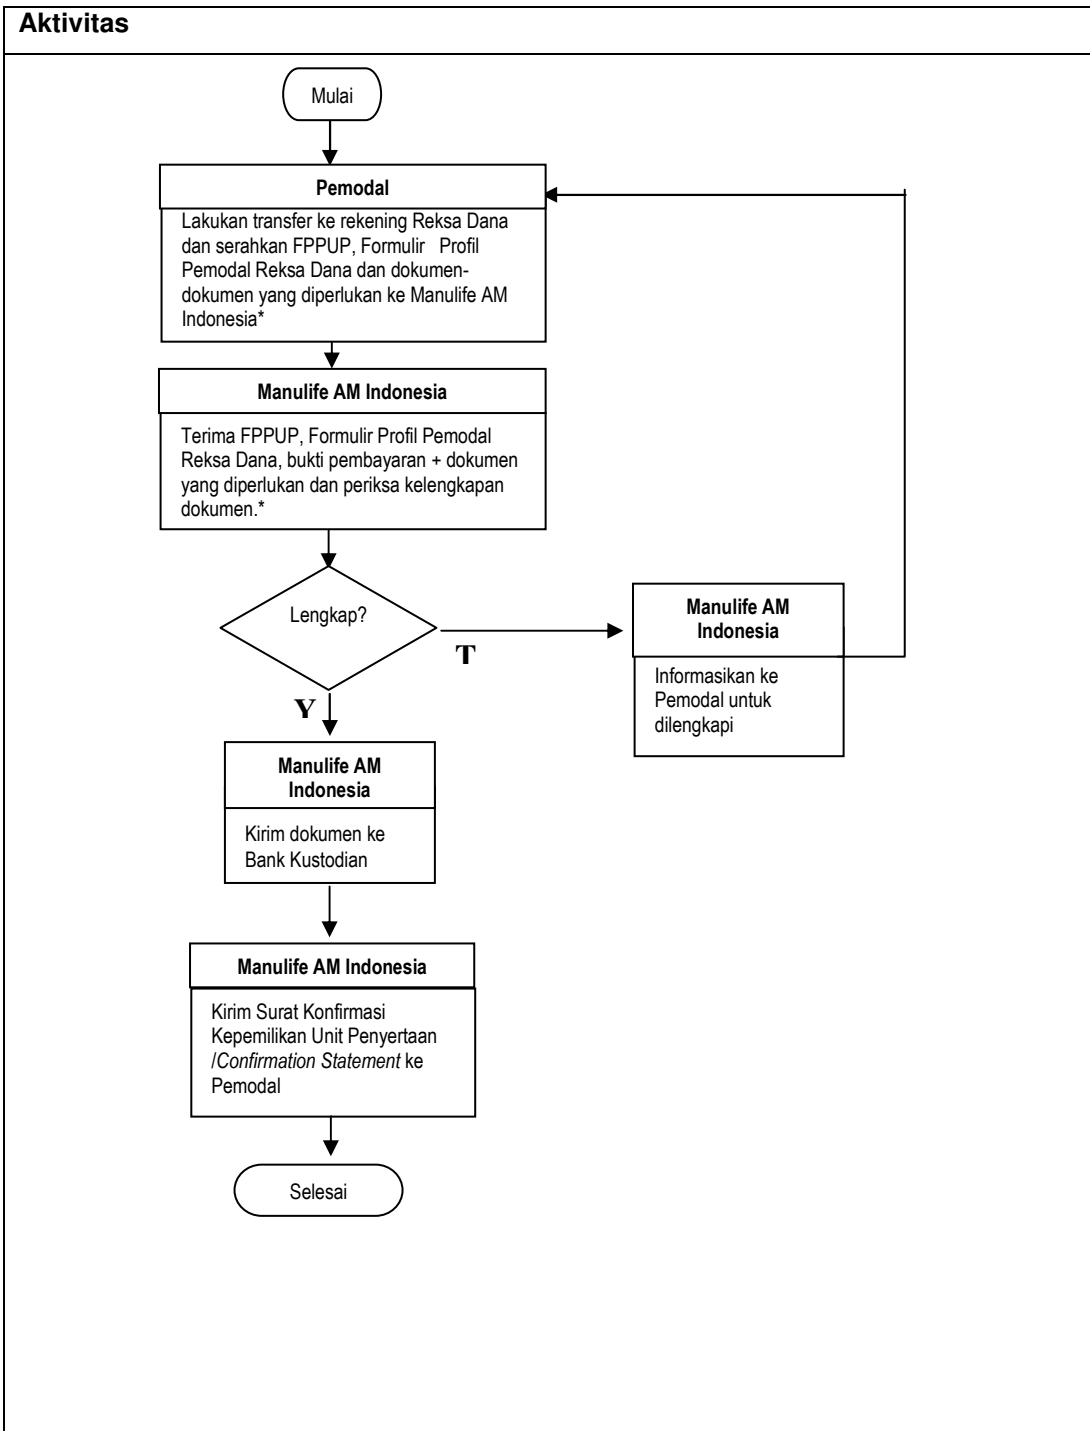 Aktivitas
Mulai
Pemodal
Lakukan transfer ke rekening Reksa Dana
dan serahkan FPPUP, Formulir Profil
Pemodal Reksa Dana dan dokumen-
dokumen yang diperlukan ke Manulife AM
Indonesia*
Manulife AM Indonesia
Terima FPPUP, Formulir Profil Pemodal
Reksa Dana, bukti pembayaran + dokumen
yang diperlukan dan periksa kelengkapan
dokumen.*
Lengkap?
T
Manulife AM
Indonesia
Informasikan ke
Pemodal untuk
dilengkapi
Y
Manulife AM
Indonesia
Kirim dokumen ke
Bank Kustodian
Manulife AM Indonesia
Kirim Surat Konfirmasi
Kepemilikan Unit Penyertaan
/Confirmation Statement ke
Pemodal
Selesai